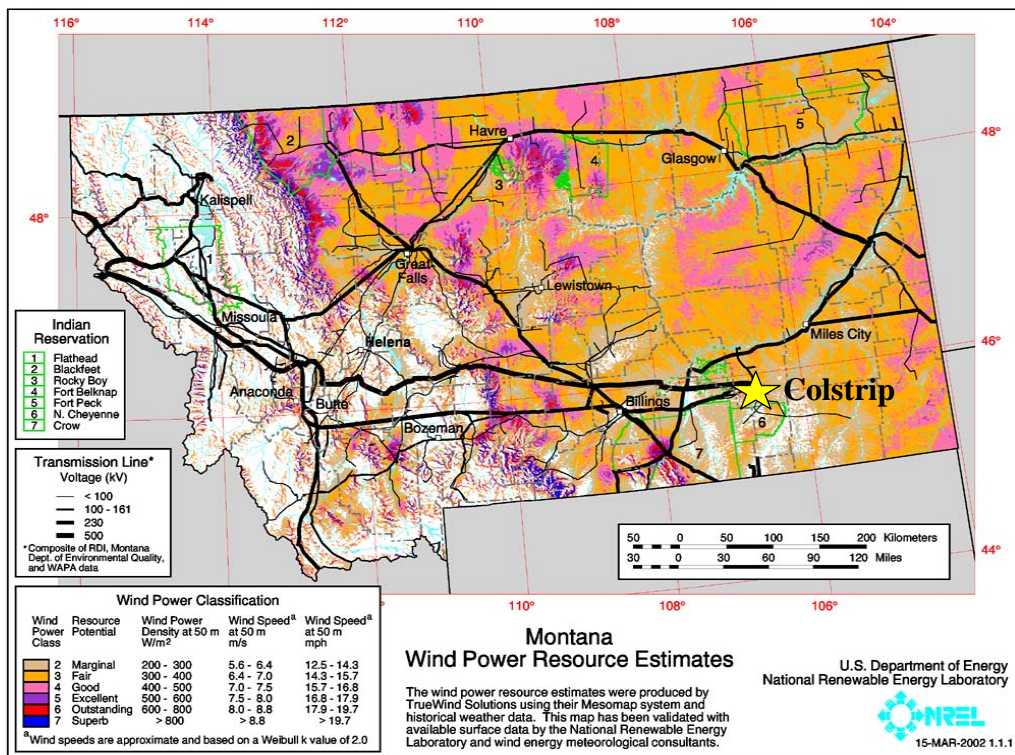 116° 114° 112° 110° 108° 106° 104°
48°
48°
46°
44°
110° 108° 106°
2
Havre
3
4
5
Glasgow
Kalispell
1
Great
Falls
Lewistown
Missoula
Helena
Miles City
Anaconda
Butte
Billings
Bozeman
Colstrip
6
7
Indian
Reservation
1 Flathead
2 Blackfeet
3 Rocky Boy
4 Fort Belknap
5 Fort Peck
6 N. Cheyenne
7 Crow
Transmission Line*
Voltage (kV)
< 100
100 - 161
230
500
*Composite of RDI, Montana
Dept. of Environmental Quality,
and WAPA data
50 0 50 100 150 200 Kilometers
30 0 30 60 90 120 Miles
Wind Power Classification
Wind Power Class Resource Potential Wind Power Density at 50 m W/m² Wind Speedᵃ at 50 m m/s Wind Speedᵃ at 50 m mph
2 Marginal 200 - 300 5.6 - 6.4 12.5 - 14.3
3 Fair 300 - 400 6.4 - 7.0 14.3 - 15.7
4 Good 400 - 500 7.0 - 7.5 15.7 - 16.8
5 Excellent 500 - 600 7.5 - 8.0 16.8 - 17.9
6 Outstanding 600 - 800 8.0 - 8.8 17.9 - 19.7
7 Superb > 800 > 8.8 > 19.7
ᵃWind speeds are approximate and based on a Weibull k value of 2.0
Montana
Wind Power Resource Estimates
The wind power resource estimates were produced by
TrueWind Solutions using their Mesomap system and
historical weather data. This map has been validated with
available surface data by the National Renewable Energy
Laboratory and wind energy meteorological consultants.
U.S. Department of Energy
National Renewable Energy Laboratory
NREL
15-MAR-2002 1.1.1